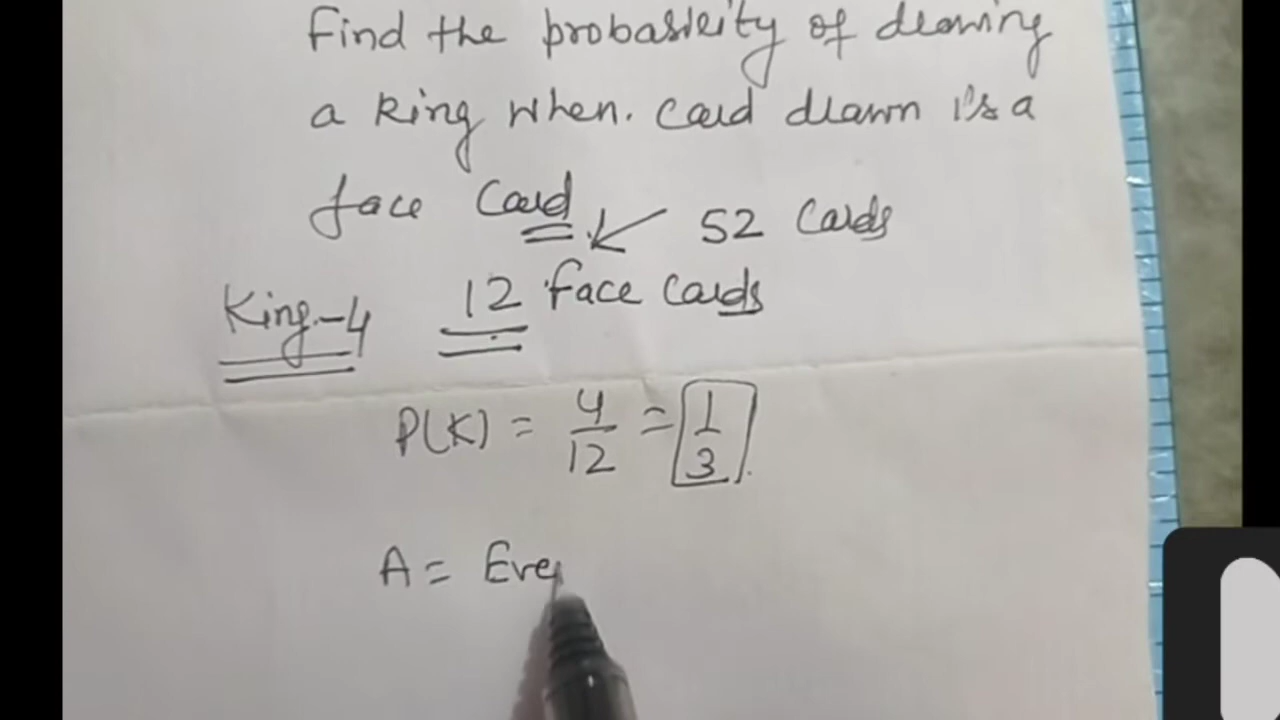 Find the probability of drawing
a King when. Card drawn is a
face Card 52 Cards
King-4 12 Face Cards
P(K) = 4/12 = 1/3
A = Eve